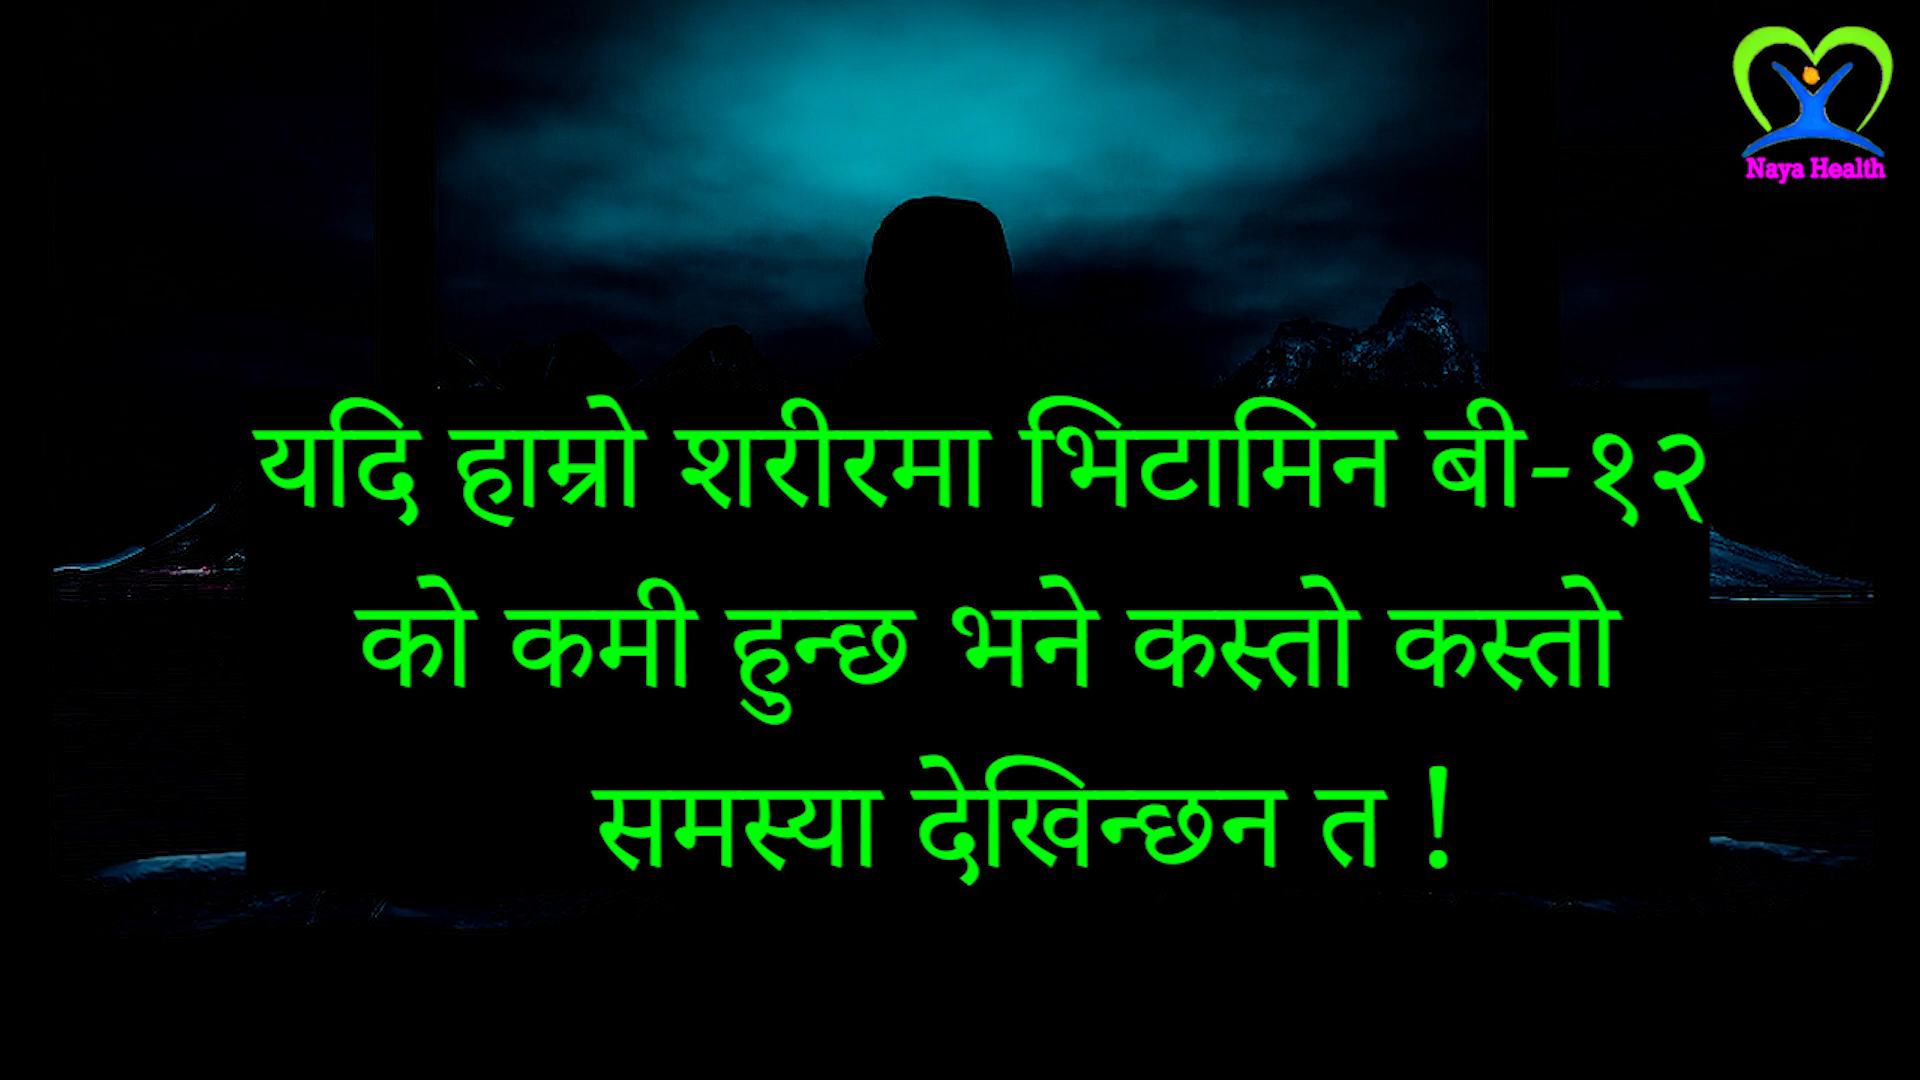 Naya Health
यदि हाम्रो शरीरमा भिटामिन बी-१२
को कमी हुन्छ भने कस्तो कस्तो
समस्या देखिन्छन त !